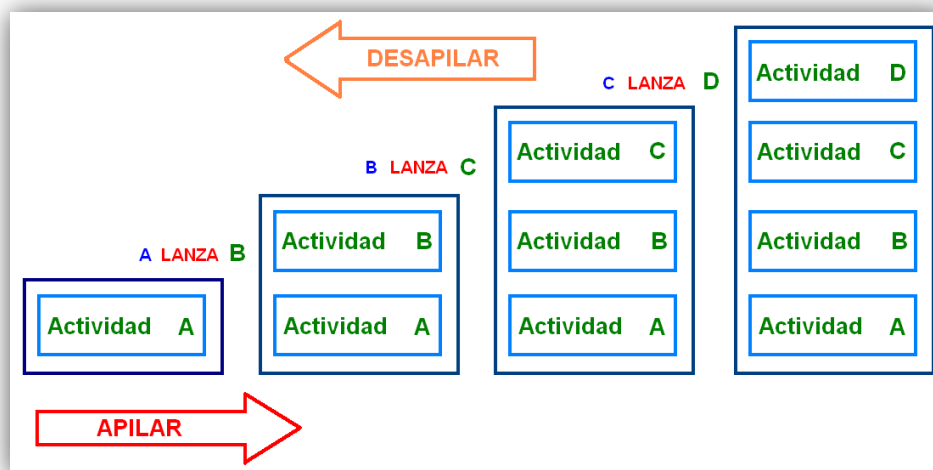 DESAPILAR
C LANZA D
Actividad D
Actividad C
Actividad C
B LANZA C
Actividad B
Actividad B
Actividad B
A LANZA B
Actividad A
Actividad A
Actividad A
Actividad A
APILAR